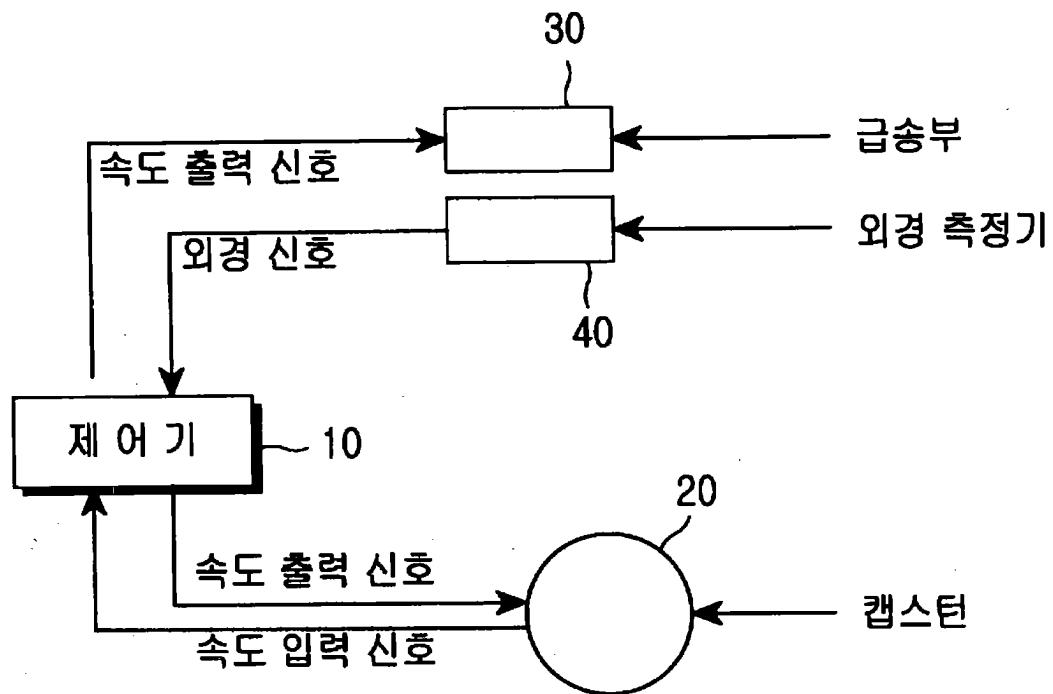 30
급송부
속도 출력 신호
외경 측정기
외경 신호
40
제 어 기
10
20
속도 출력 신호
캡스턴
속도 입력 신호